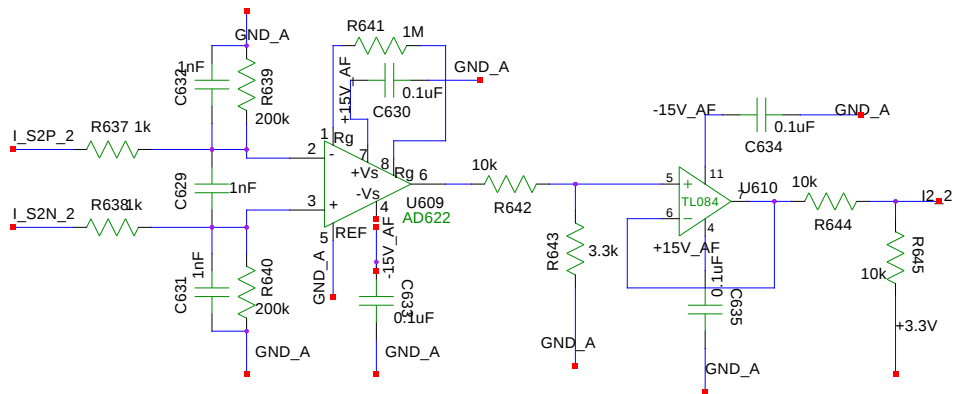 GND_A
1nF
C632
R639
200k
I_S2P_2
R637 1k
C629
1nF
I_S2N_2
R638
1k
1nF
C631
R640
200k
GND_A
R641
1M
+15V_AF
C630
0.1uF
GND_A
1
Rg
2
-
7
+Vs
8
Rg
6
3
+
-Vs
4
U609
AD622
5
REF
GND_A
-15V_AF
C633
0.1uF
GND_A
10k
R642
R643
3.3k
GND_A
-15V_AF
C634
0.1uF
GND_A
5
+
11
TL084
U610
7
6
-
4
+15V_AF
0.1uF
C635
GND_A
10k
R644
I2_2
R645
10k
+3.3V